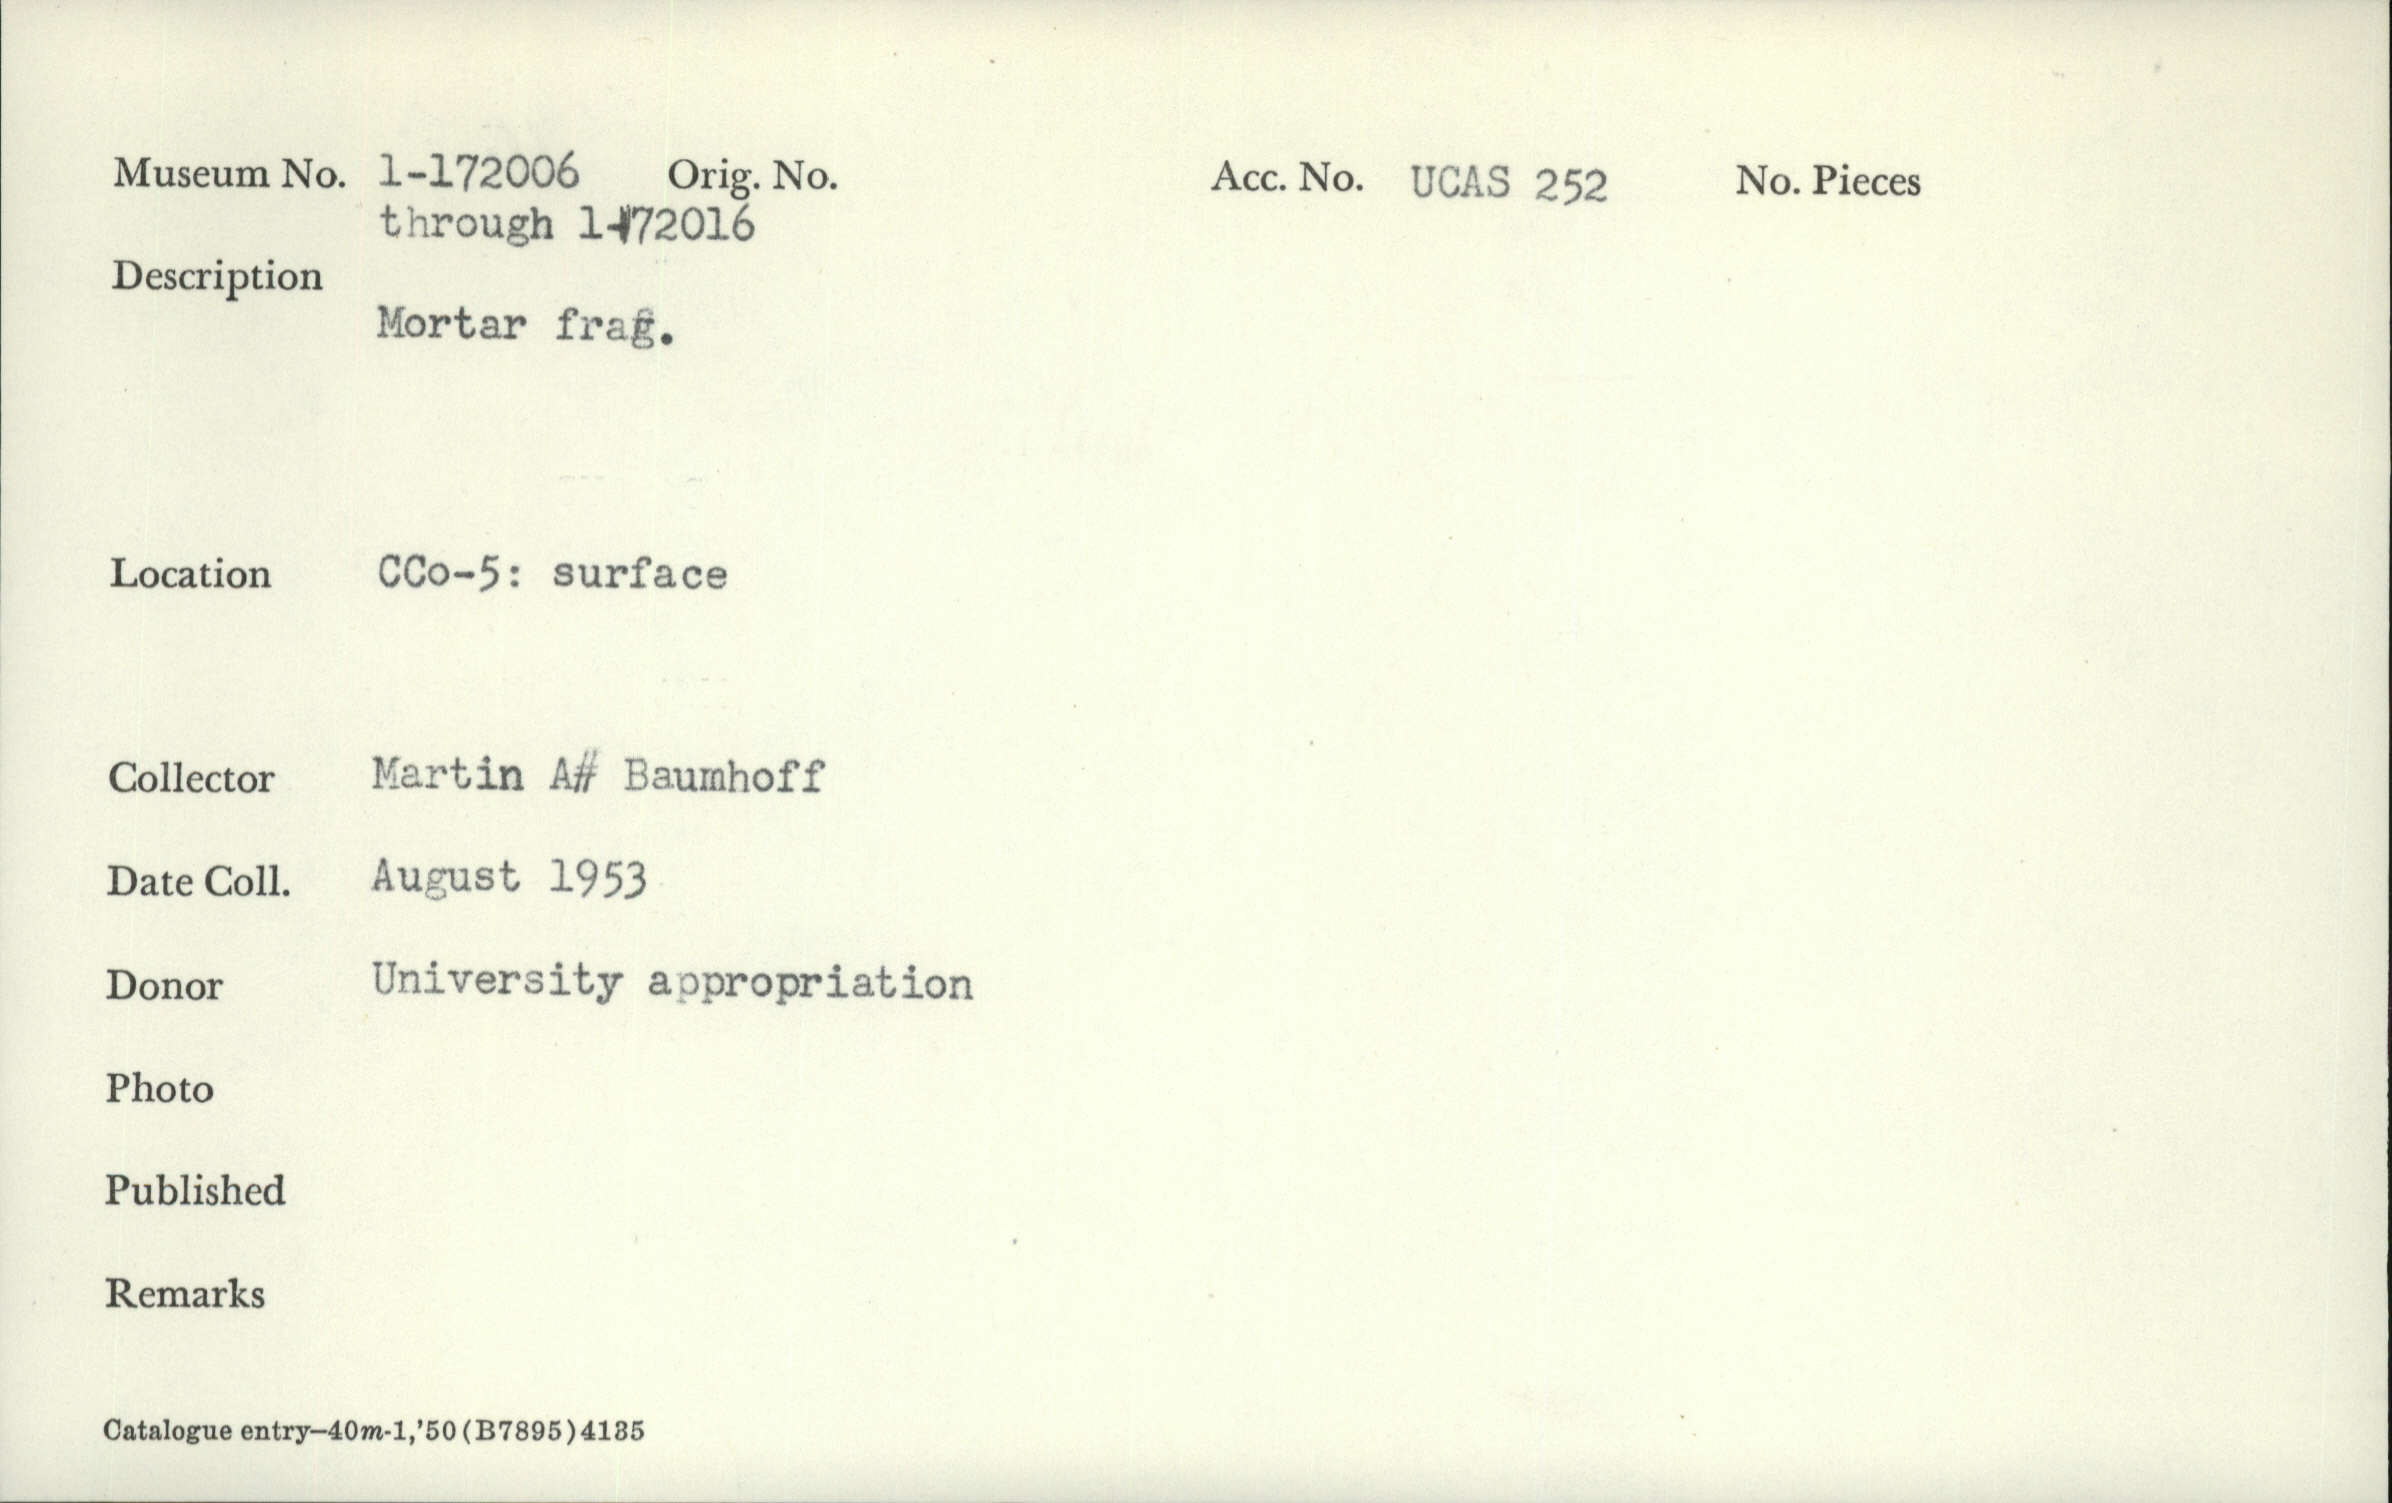 Museum No. 1-172006 Orig. No. Acc. No. UCAS 252 No. Pieces
through 1-172016
Description
Mortar frag.
Location CCo-5: surface
Collector Martin A# Baumhoff
Date Coll. August 1953
Donor University appropriation
Photo
Published
Remarks
Catalogue entry—40m-1,'50(B7895)4135